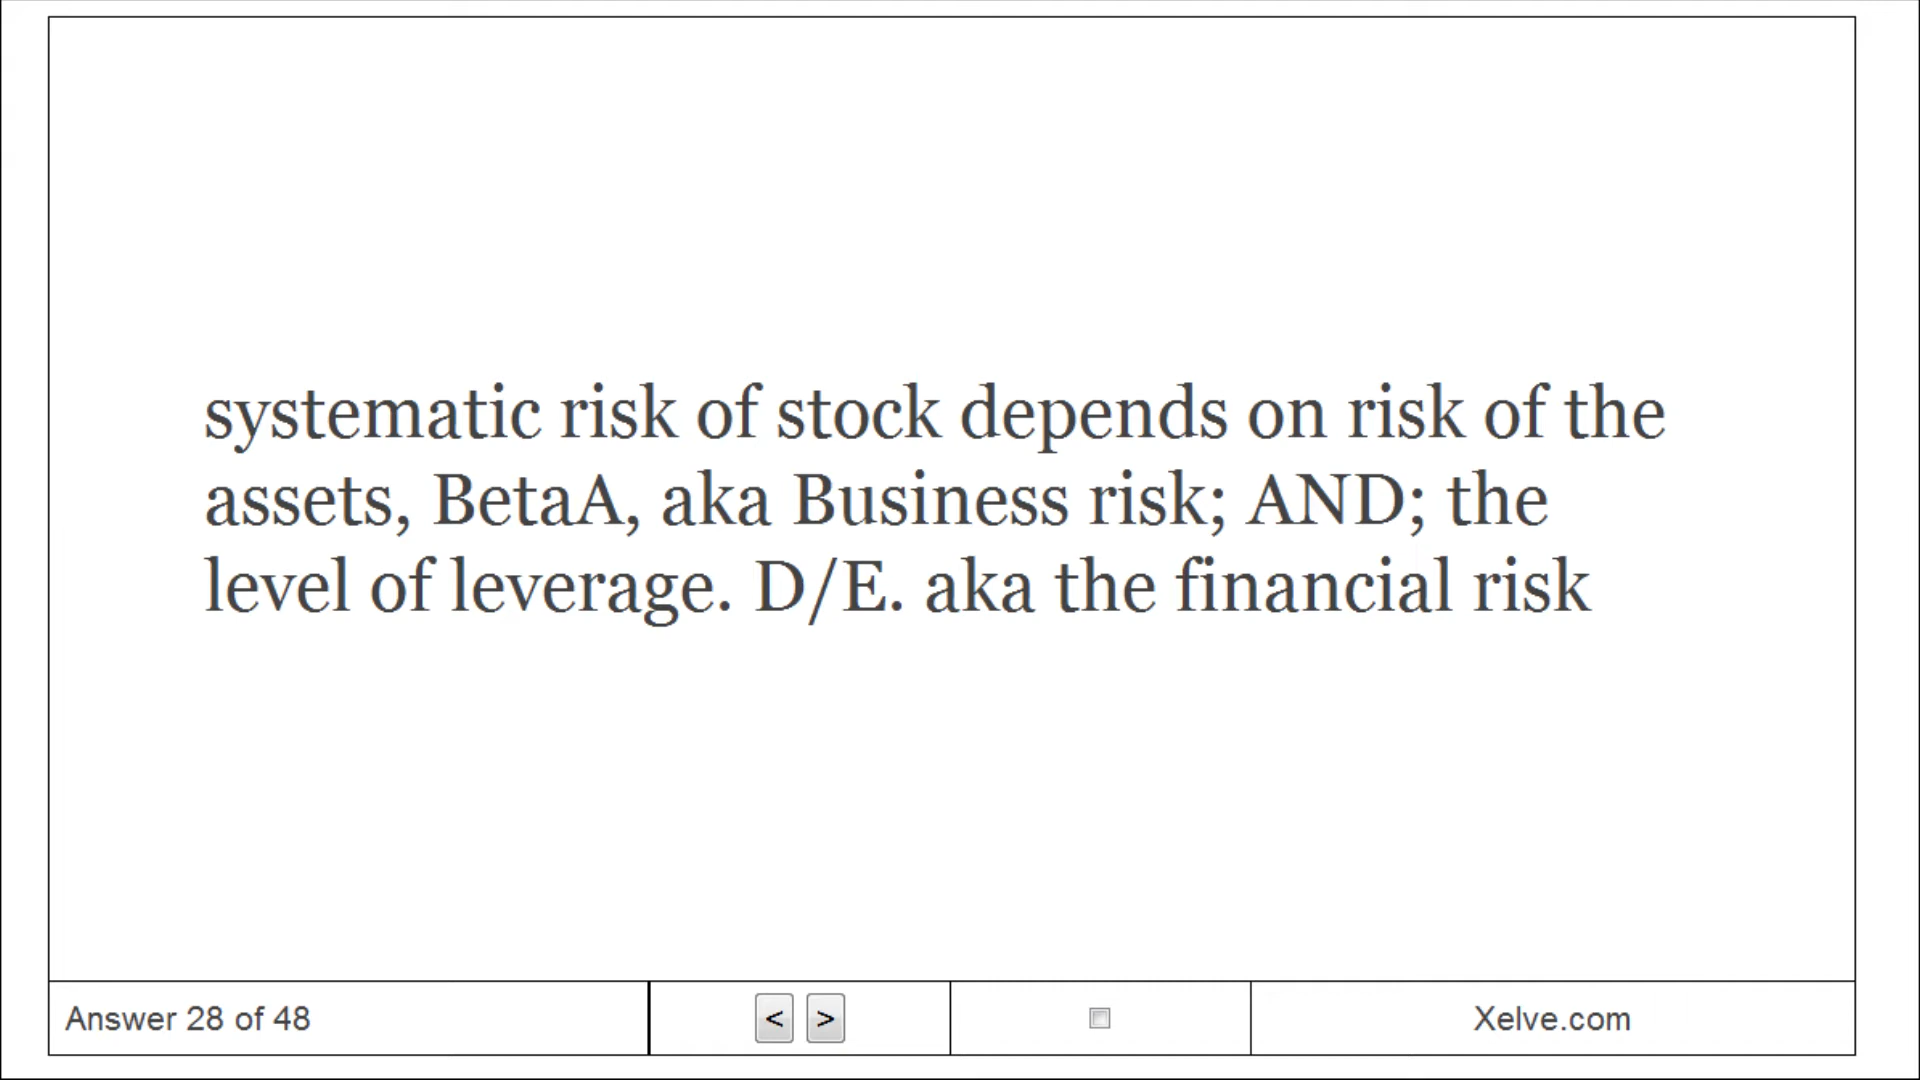 systematic risk of stock depends on risk of the
assets, BetaA, aka Business risk; AND; the
level of leverage. D/E. aka the financial risk
Answer 28 of 48
< >
Xelve.com